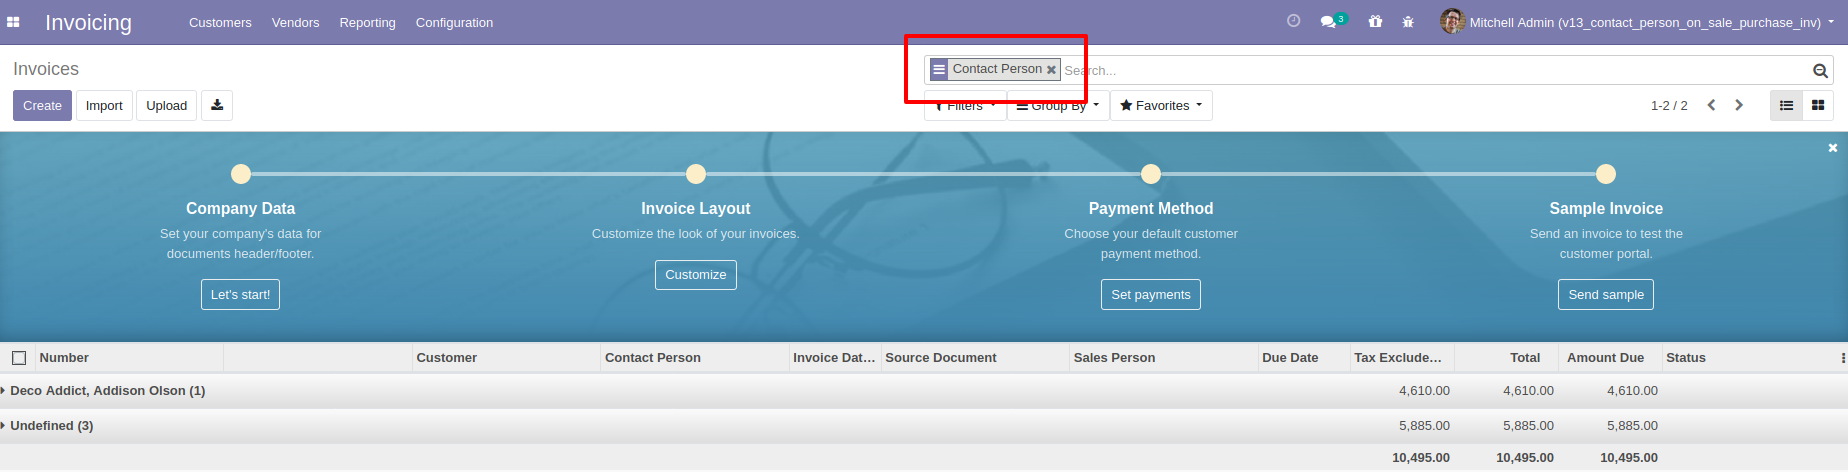 Invoicing Customers Vendors Reporting Configuration 3 Mitchell Admin (v13_contact_person_on_sale_purchase_inv)
Invoices
Contact Person Search...
Create Import Upload Filters Group By Favorites 1-2 / 2
Company Data Invoice Layout Payment Method Sample Invoice
Set your company's data for Customize the look of your invoices. Choose your default customer Send an invoice to test the
documents header/footer. payment method. customer portal.
Let's start! Customize Set payments Send sample
Number Customer Contact Person Invoice Dat... Source Document Sales Person Due Date Tax Exclude... Total Amount Due Status
Deco Addict, Addison Olson (1) 4,610.00 4,610.00 4,610.00
Undefined (3) 5,885.00 5,885.00 5,885.00
10,495.00 10,495.00 10,495.00